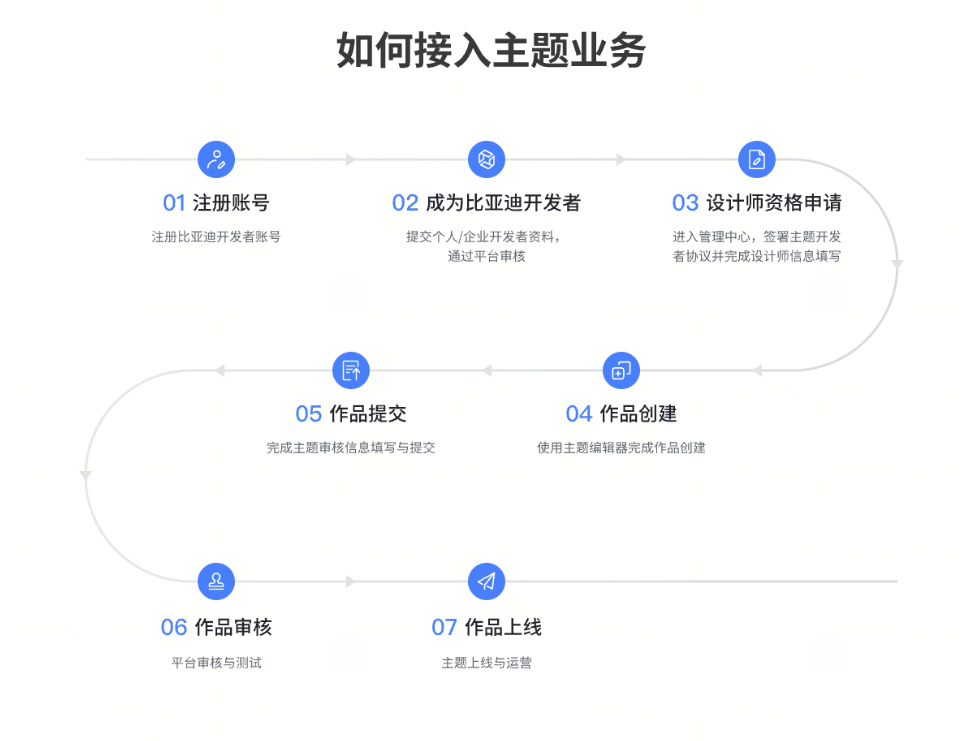 如何接入主题业务
01 注册账号
注册比亚迪开发者账号
02 成为比亚迪开发者
提交个人/企业开发者资料，
通过平台审核
03 设计师资格申请
进入管理中心，签署主题开发
者协议并完成设计师信息填写
04 作品创建
使用主题编辑器完成作品创建
05 作品提交
完成主题审核信息填写与提交
06 作品审核
平台审核与测试
07 作品上线
主题上线与运营